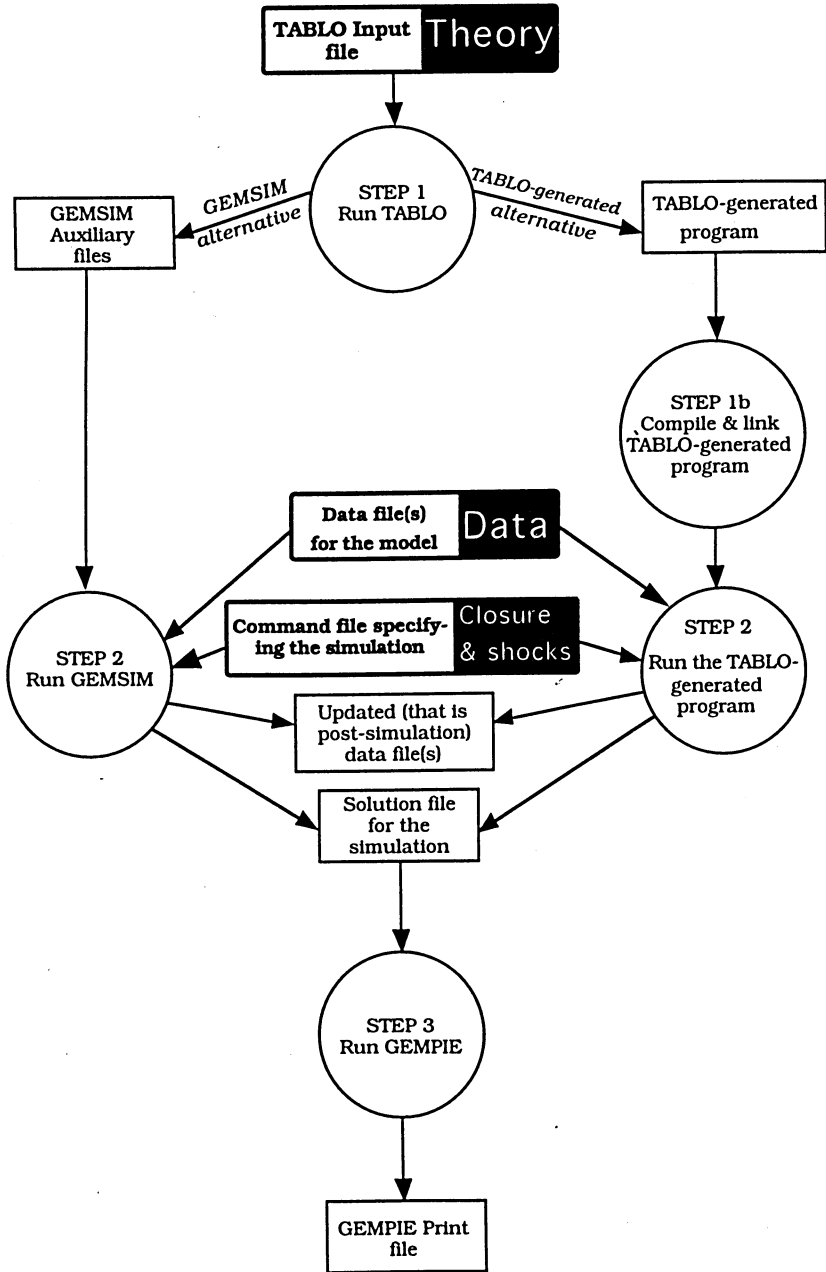 TABLO Input
file
Theory
STEP 1
Run TABLO
GEMSIM
alternative
TABLO-generated
alternative
GEMSIM
Auxiliary
files
TABLO-generated
program
STEP 1b
Compile & link
TABLO-generated
program
Data file(s)
for the model
Data
Command file specify-
ing the simulation
Closure
& shocks
STEP 2
Run GEMSIM
STEP 2
Run the TABLO-
generated
program
Updated (that is
post-simulation)
data file(s)
Solution file
for the
simulation
STEP 3
Run GEMPIE
GEMPIE Print
file